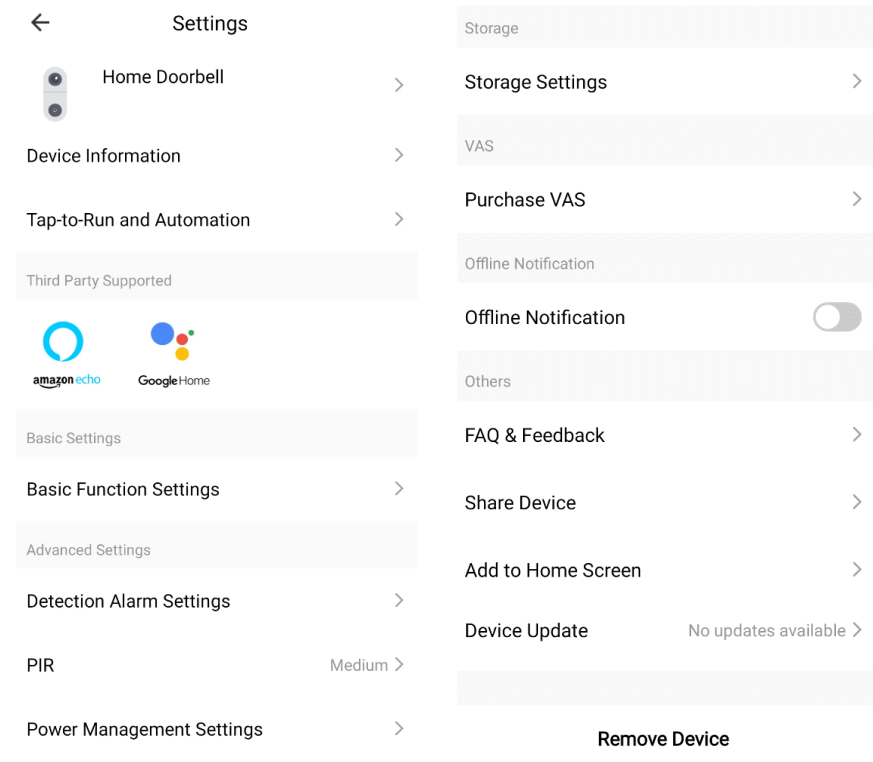 Settings
Home Doorbell
Device Information
Tap-to-Run and Automation
Third Party Supported
amazon echo
Google Home
Basic Settings
Basic Function Settings
Advanced Settings
Detection Alarm Settings
PIR Medium
Power Management Settings
Storage
Storage Settings
VAS
Purchase VAS
Offline Notification
Offline Notification
Others
FAQ & Feedback
Share Device
Add to Home Screen
Device Update No updates available
Remove Device